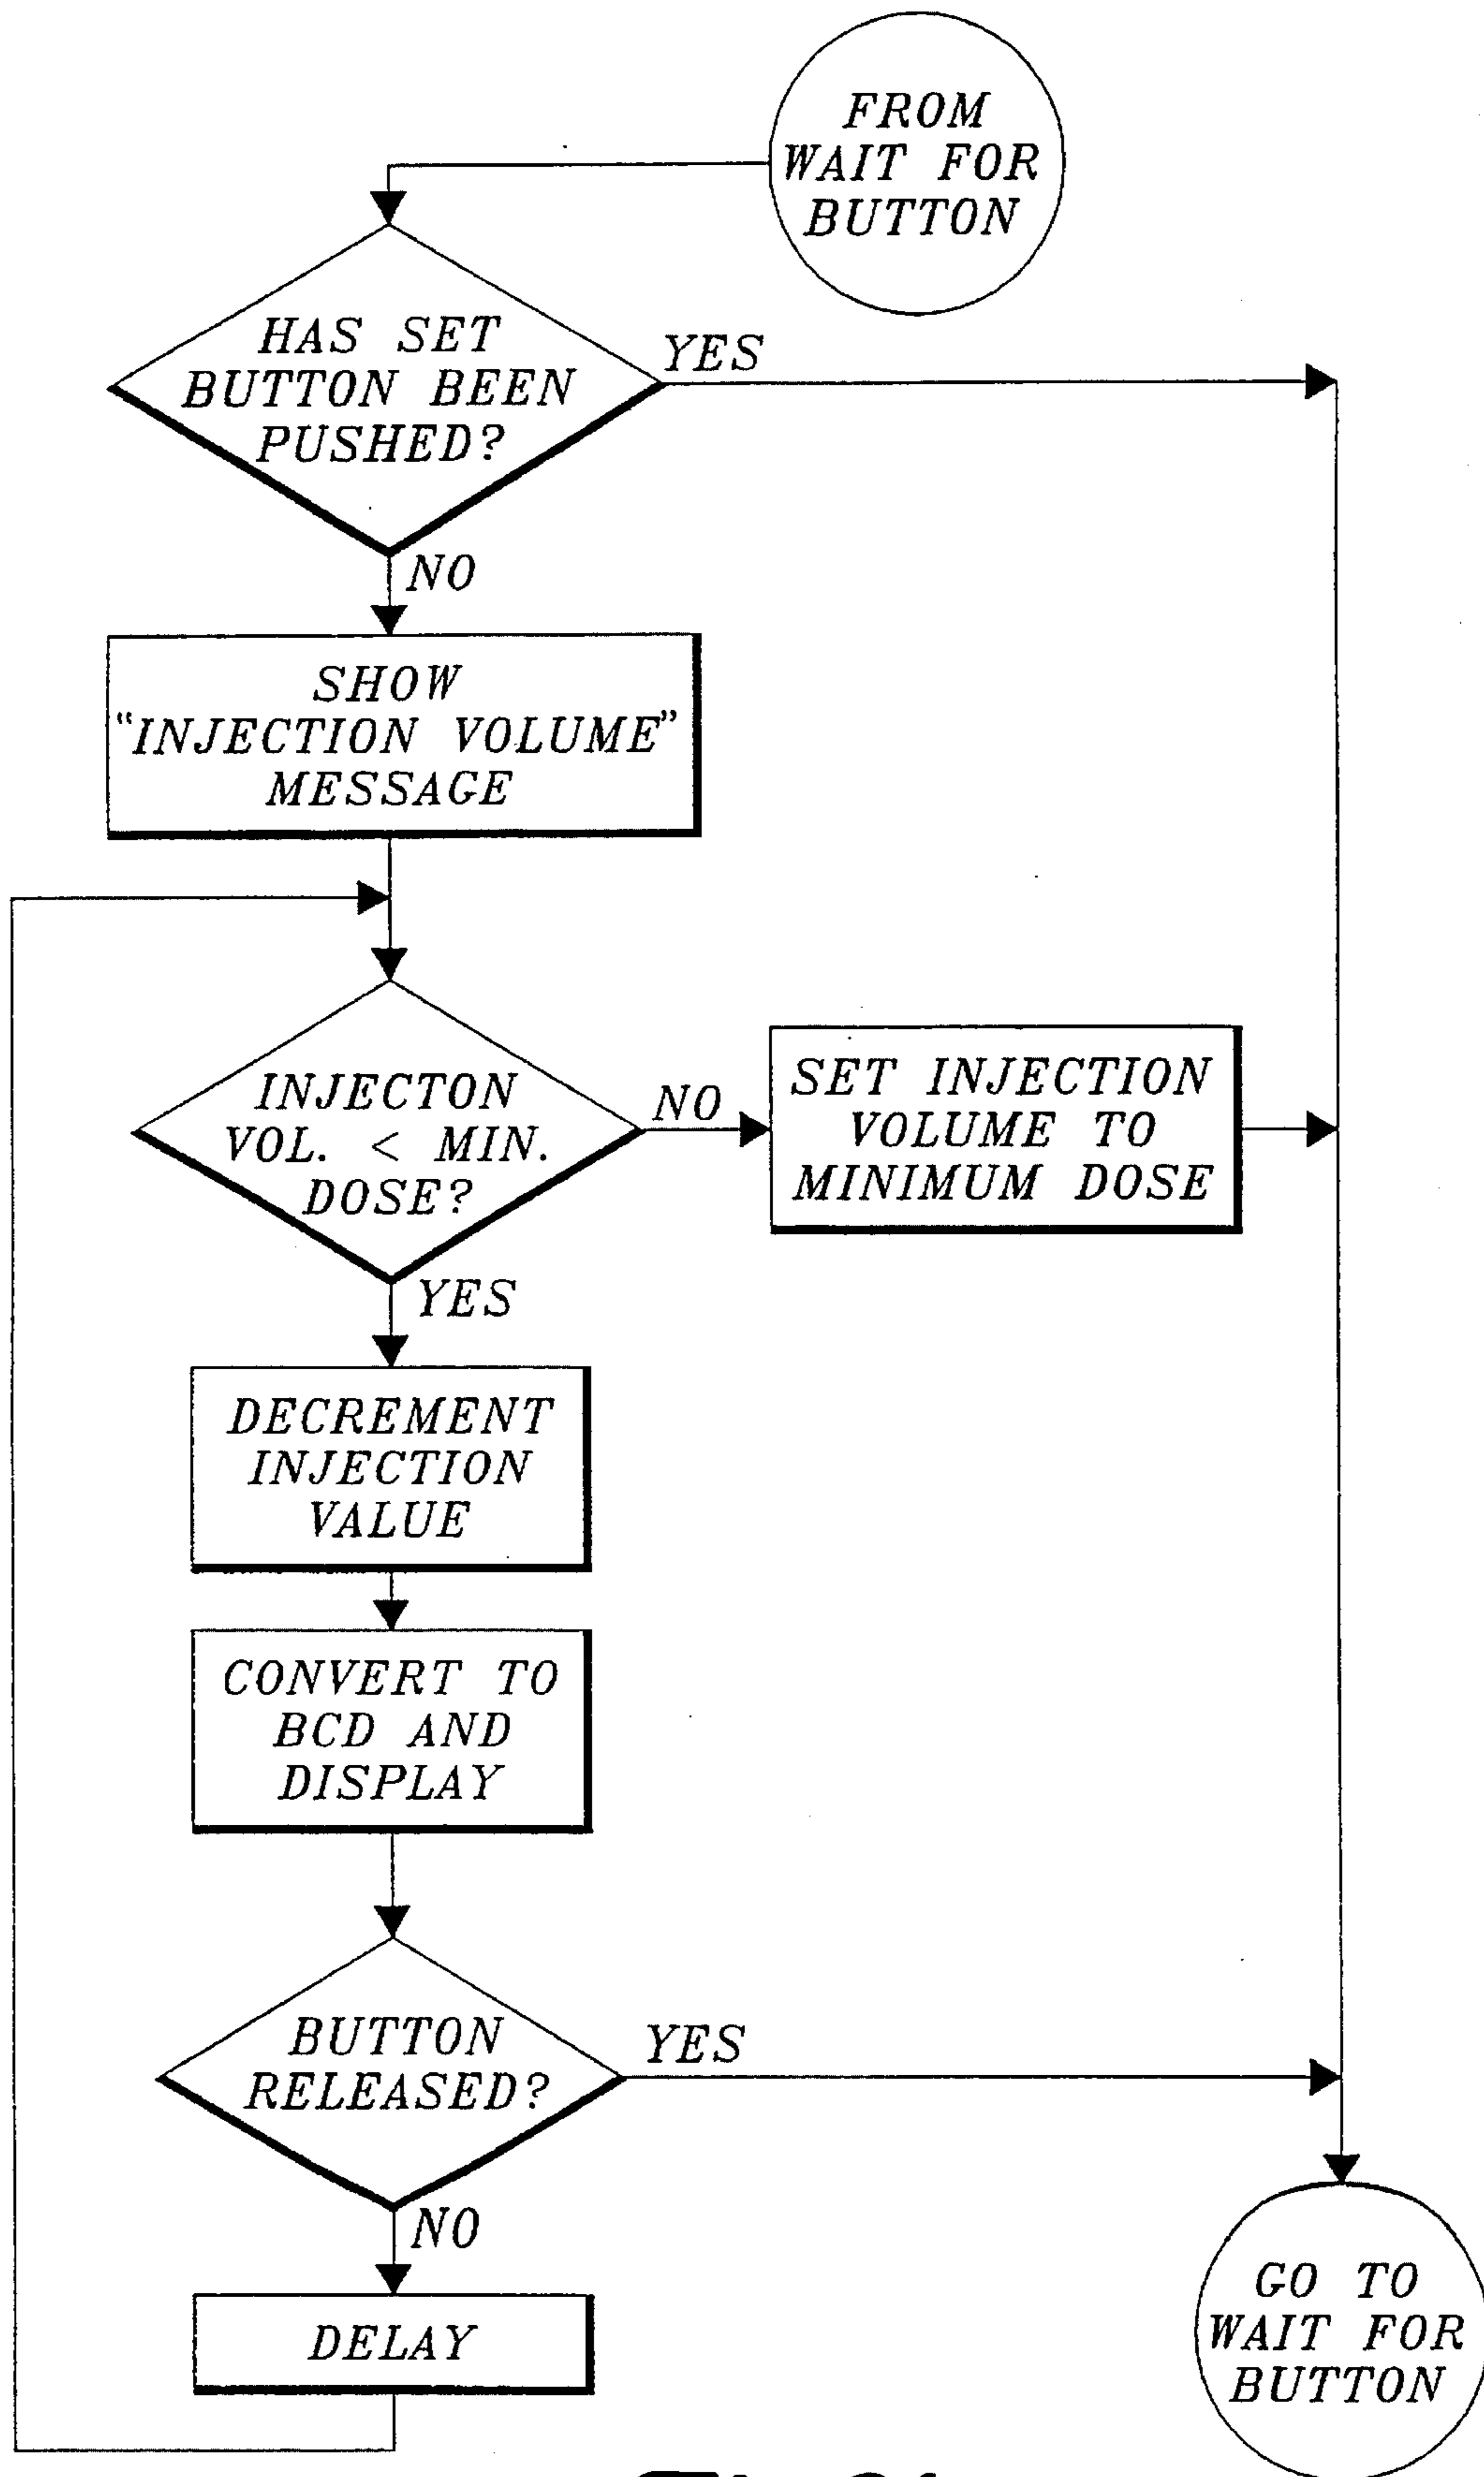 FROM
WAIT FOR
BUTTON
HAS SET
BUTTON BEEN
PUSHED?
YES
NO
SHOW
“INJECTION VOLUME”
MESSAGE
INJECTON
VOL. < MIN.
DOSE?
NO
SET INJECTION
VOLUME TO
MINIMUM DOSE
YES
DECREMENT
INJECTION
VALUE
CONVERT TO
BCD AND
DISPLAY
BUTTON
RELEASED?
YES
NO
DELAY
GO TO
WAIT FOR
BUTTON